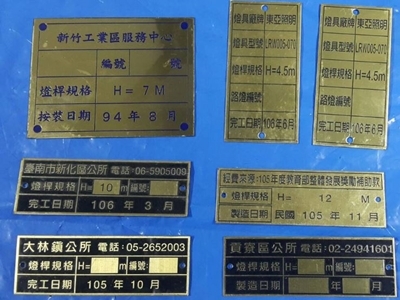 新竹工業區服務中心
編號 號
燈桿規格 H= 7M
按裝日期 94年8月
燈具廠牌 東亞照明
燈具型號 LRW005-070
燈桿規格 H=4.5m
路燈編號
完工日期 108年6月
燈具廠牌 東亞照明
燈具型號 LRW005-070
燈桿規格 H=4.5m
路燈編號
完工日期 108年6月
臺南市新化區公所 電話:06-5905009
燈桿規格 H= 10 m 編號
完工日期 106 年 3 月
經費來源:105年度教育部整體發展獎勵補助款
燈桿規格 H= 12 M
製造日期 民國 105 年 11 月
大林鎮公所 電話:05-2652003
燈桿規格 H= m 編號
完工日期 105 年 10 月
貢寮區公所 電話:02-24941601
燈桿規格 H= m 編號
完工日期 年 月